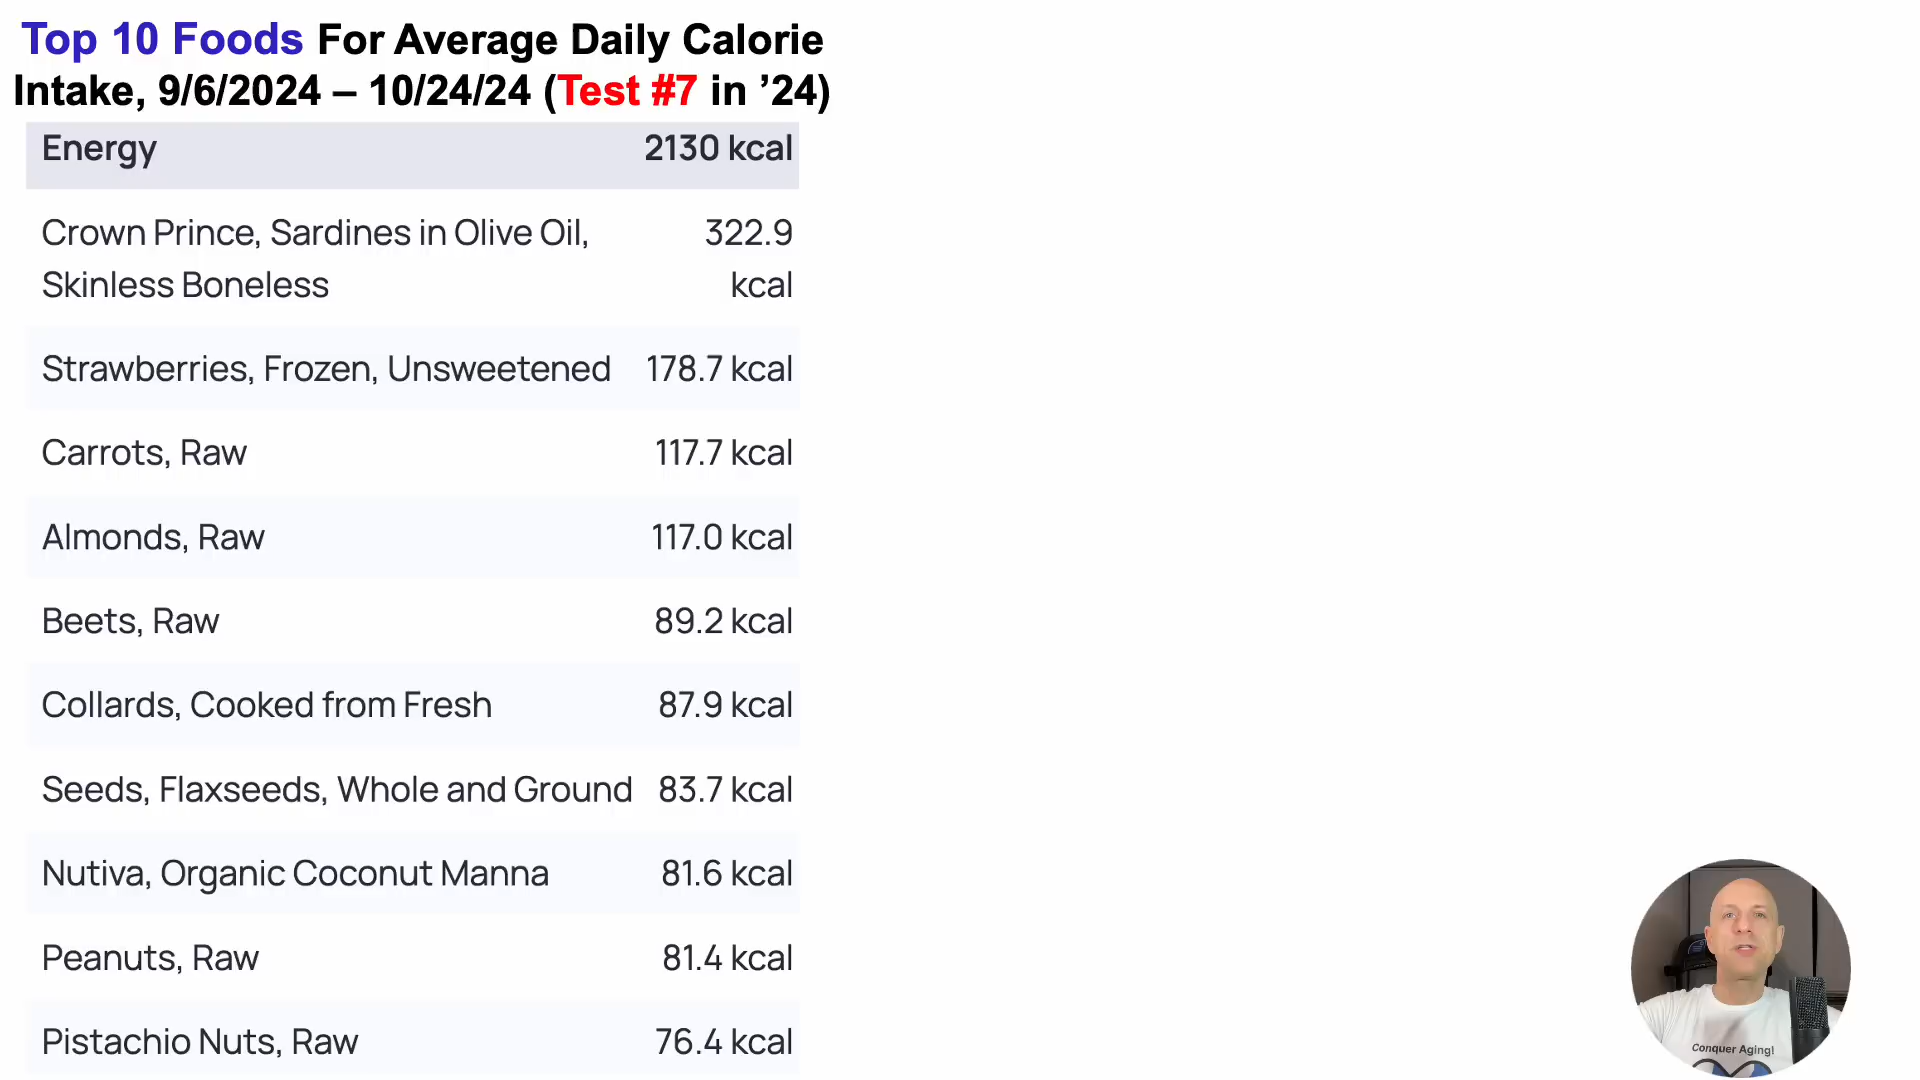 Top 10 Foods For Average Daily Calorie
Intake, 9/6/2024 – 10/24/24 (Test #7 in ’24)
Energy 2130 kcal
Crown Prince, Sardines in Olive Oil, 322.9
Skinless Boneless kcal
Strawberries, Frozen, Unsweetened 178.7 kcal
Carrots, Raw 117.7 kcal
Almonds, Raw 117.0 kcal
Beets, Raw 89.2 kcal
Collards, Cooked from Fresh 87.9 kcal
Seeds, Flaxseeds, Whole and Ground 83.7 kcal
Nutiva, Organic Coconut Manna 81.6 kcal
Peanuts, Raw 81.4 kcal
Pistachio Nuts, Raw 76.4 kcal
Conquer Aging!